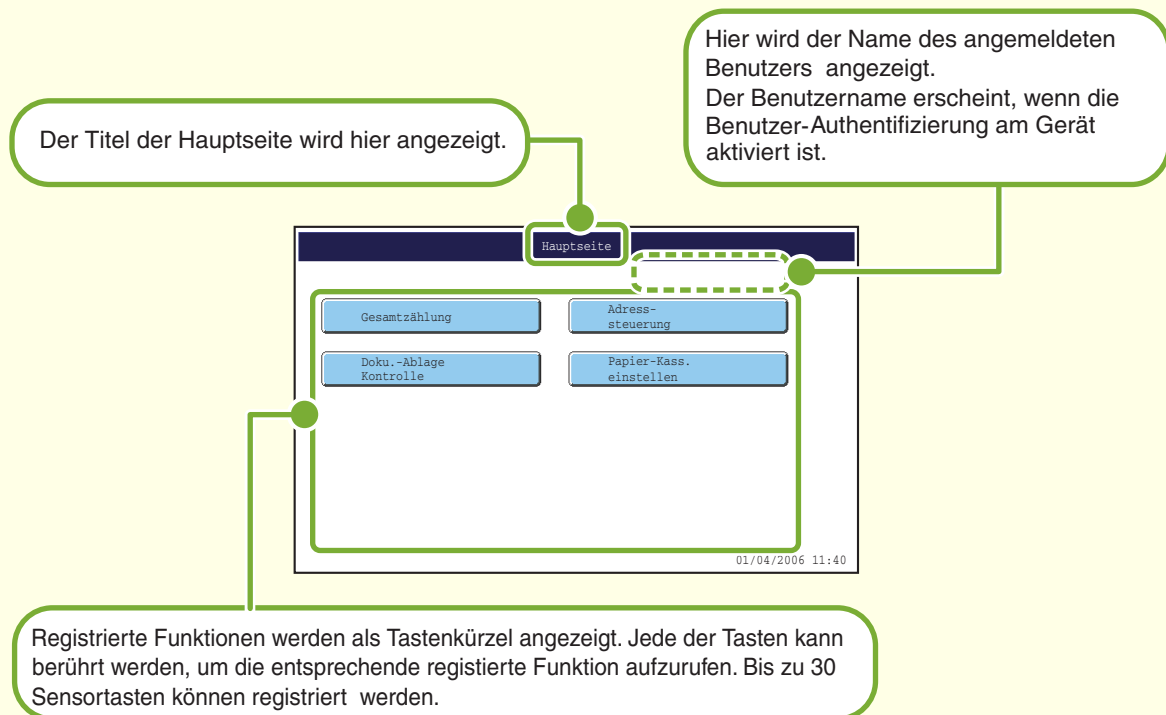 Hier wird der Name des angemeldeten
Benutzers angezeigt.
Der Benutzername erscheint, wenn die
Benutzer-Authentifizierung am Gerät
aktiviert ist.
Der Titel der Hauptseite wird hier angezeigt.
Hauptseite
Gesamtzählung
Adress-
steuerung
Doku.-Ablage
Kontrolle
Papier-Kass.
einstellen
01/04/2006 11:40
Registrierte Funktionen werden als Tastenkürzel angezeigt. Jede der Tasten kann
berührt werden, um die entsprechende registierte Funktion aufzurufen. Bis zu 30
Sensortasten können registriert werden.